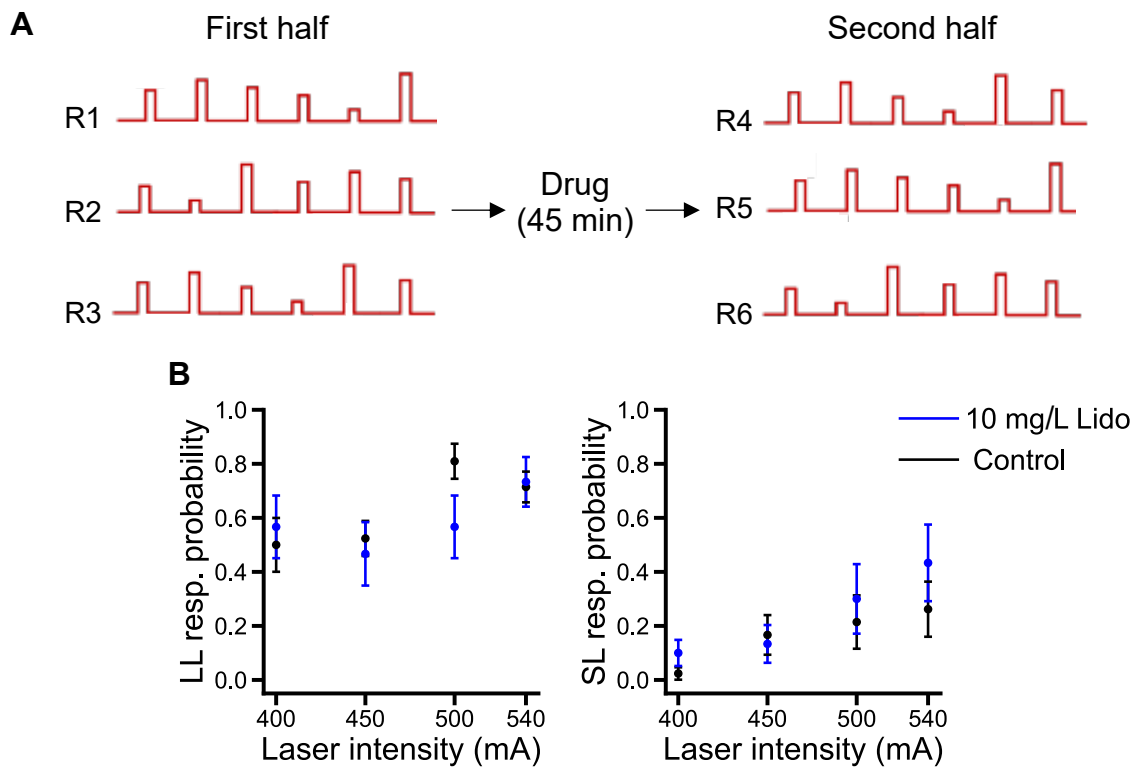 A
First half
Second half
R1
R2
R3
Drug
(45 min)
R4
R5
R6
B
LL resp. probability
1.0
0.8
0.6
0.4
0.2
0.0
400
450
500
540
Laser intensity (mA)
SL resp. probability
1.0
0.8
0.6
0.4
0.2
0.0
400
450
500
540
Laser intensity (mA)
10 mg/L Lido
Control